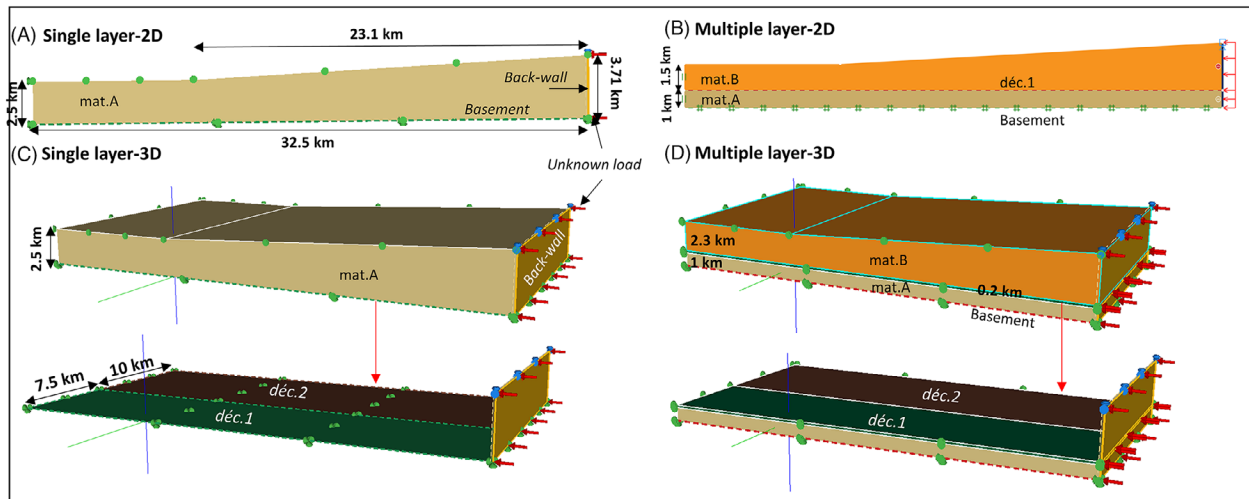 (A) Single layer-2D
23.1 km
Back-wall
3.71 km
2.5 km
mat.A
Basement
32.5 km
(B) Multiple layer-2D
1.5 km
mat.B
déc.1
1 km
mat.A
Basement
(C) Single layer-3D
Unknown load
2.5 km
mat.A
Back-wall
7.5 km
10 km
déc.2
déc.1
(D) Multiple layer-3D
2.3 km
mat.B
1 km
mat.A
0.2 km
Basement
déc.2
déc.1